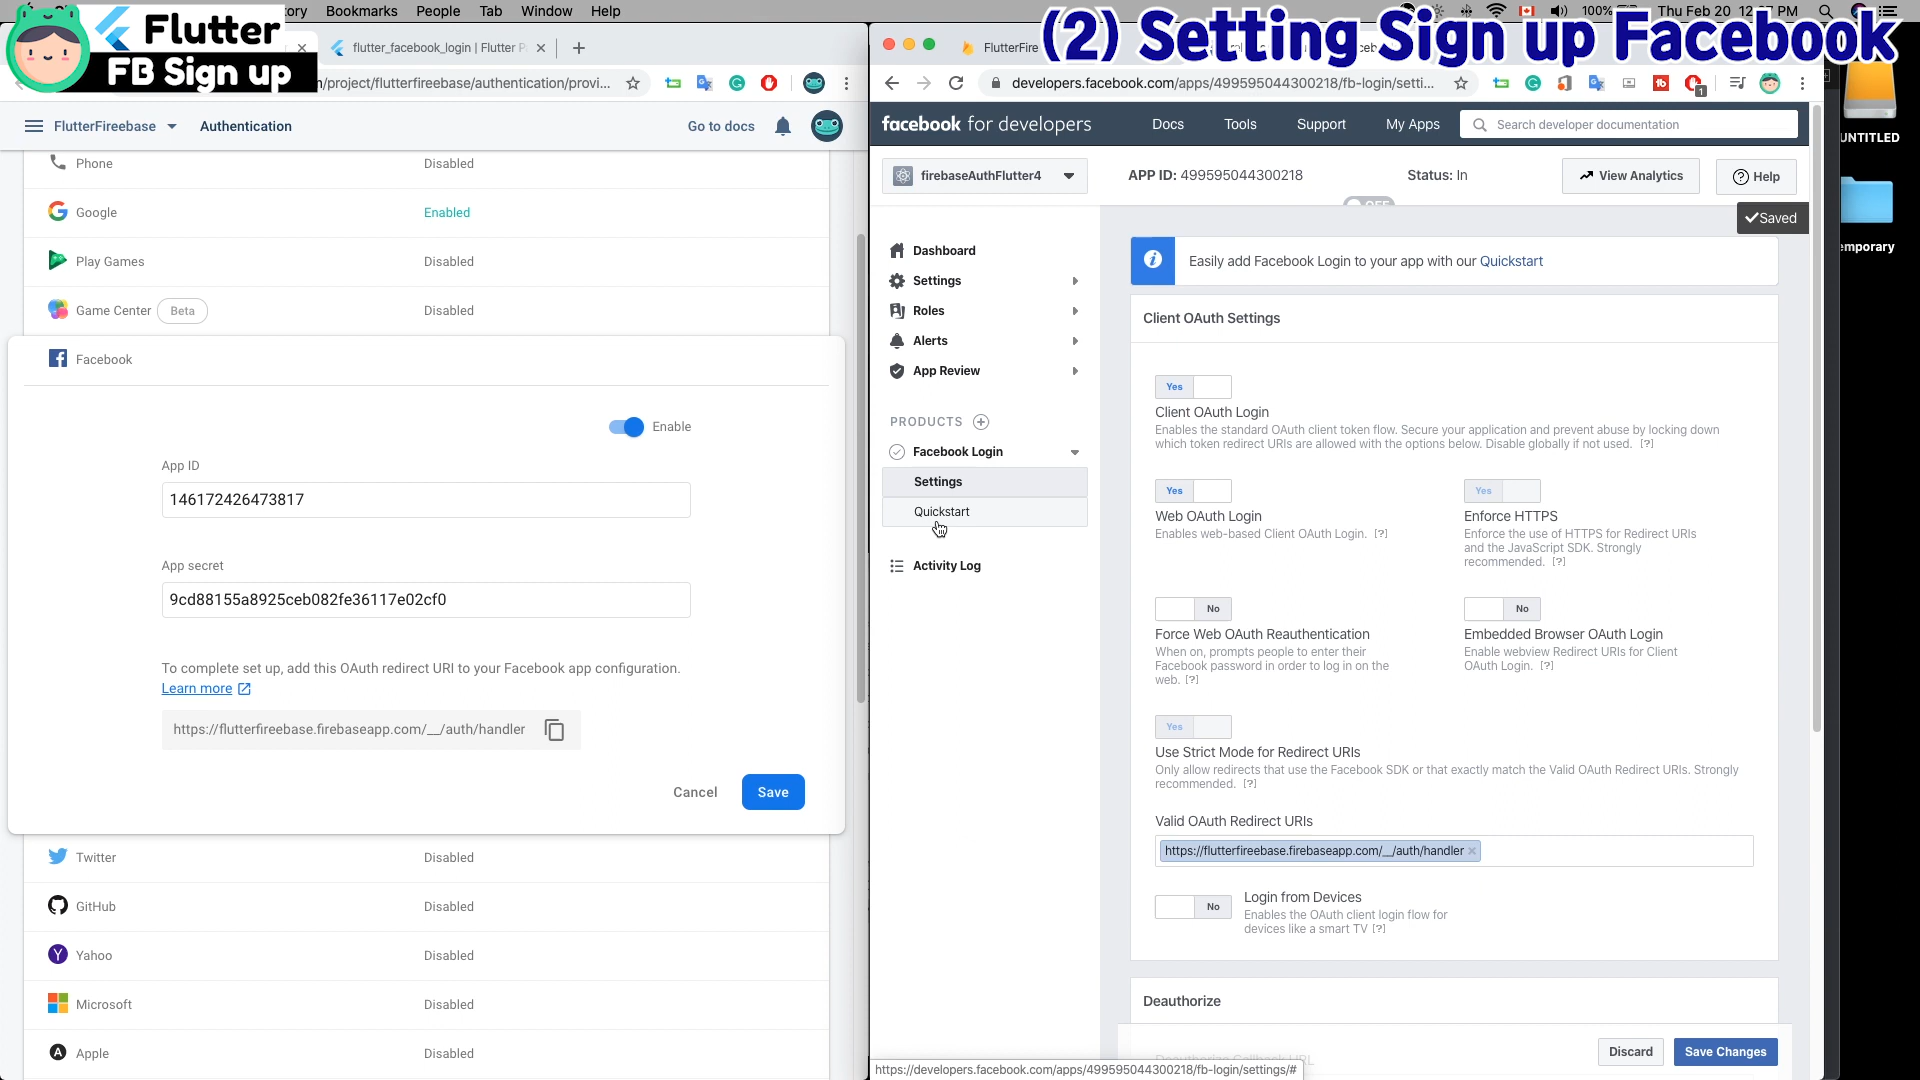 Flutter
FB Sign up
(2) Setting Sign up Facebook
Bookmarks People Tab Window Help
100%
Thu Feb 20
PM
flutter_facebook_login | Flutter P
FlutterFire
/project/flutterfireebase/authentication/provi...
developers.facebook.com/apps/499595044300218/fb-login/setti...
1
UNTITLED
FlutterFireebase
Authentication
Go to docs
Phone Disabled
Google Enabled
Play Games Disabled
Game Center Beta Disabled
Facebook
Enable
App ID
146172426473817
App secret
9cd88155a8925ceb082fe36117e02cf0
To complete set up, add this OAuth redirect URI to your Facebook app configuration.
Learn more
https://flutterfireebase.firebaseapp.com/__/auth/handler
Cancel
Save
Twitter Disabled
GitHub Disabled
Yahoo Disabled
Microsoft Disabled
Apple Disabled
facebook for developers
Docs
Tools
Support
My Apps
Search developer documentation
firebaseAuthFlutter4
APP ID: 499595044300218
OFF
Status: In
View Analytics
Help
Saved
emporary
Dashboard
Settings
Roles
Alerts
App Review
PRODUCTS
Facebook Login
Settings
Quickstart
Activity Log
Easily add Facebook Login to your app with our Quickstart
Client OAuth Settings
Yes
Client OAuth Login
Enables the standard OAuth client token flow. Secure your application and prevent abuse by locking down
which token redirect URIs are allowed with the options below. Disable globally if not used. [?]
Yes
Web OAuth Login
Enables web-based Client OAuth Login. [?]
Yes
Enforce HTTPS
Enforce the use of HTTPS for Redirect URIs
and the JavaScript SDK. Strongly
recommended. [?]
No
Force Web OAuth Reauthentication
When on, prompts people to enter their
Facebook password in order to log in on the
web. [?]
No
Embedded Browser OAuth Login
Enable webview Redirect URIs for Client
OAuth Login. [?]
Yes
Use Strict Mode for Redirect URIs
Only allow redirects that use the Facebook SDK or that exactly match the Valid OAuth Redirect URIs. Strongly
recommended. [?]
Valid OAuth Redirect URIs
https://flutterfireebase.firebaseapp.com/__/auth/handler
No
Login from Devices
Enables the OAuth client login flow for
devices like a smart TV [?]
Deauthorize
Deauthorize Callback URL
Discard
Save Changes
https://developers.facebook.com/apps/499595044300218/fb-login/settings/#